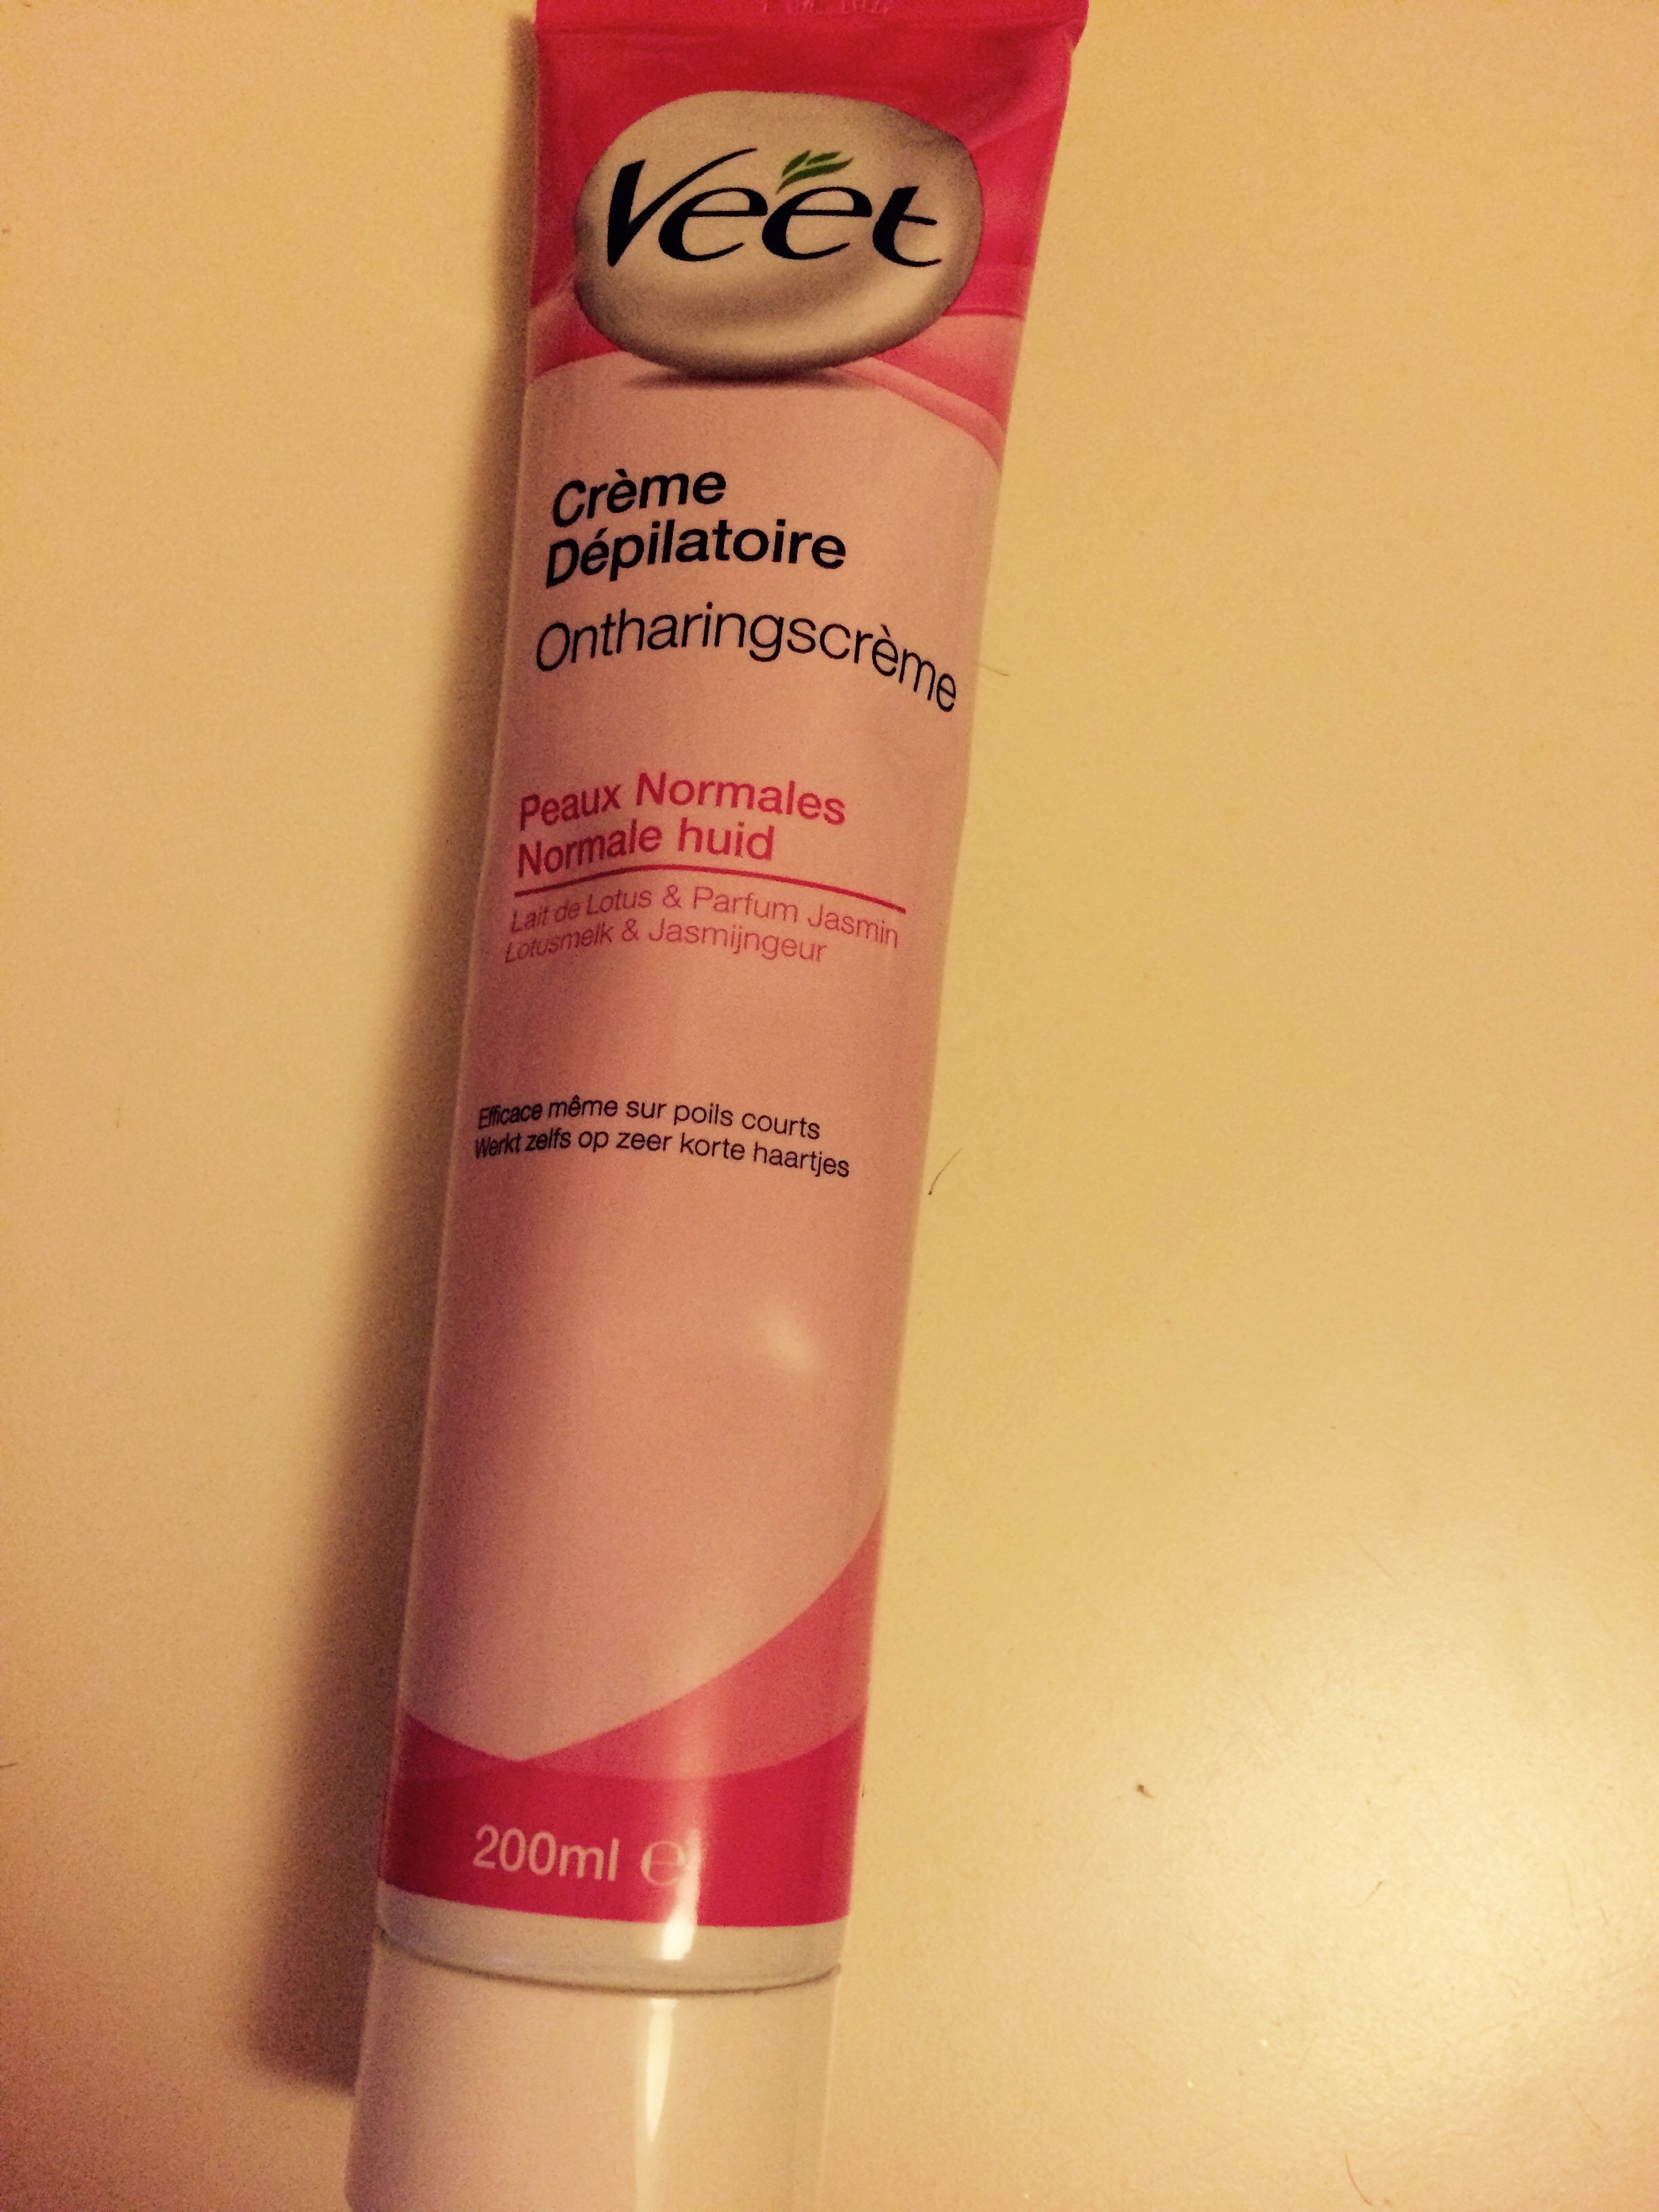 Veet
Crème
Dépilatoire
Ontharingscrème
Peaux Normales
Normale huid
Lait de Lotus & Parfum Jasmin
Lotusmelk & Jasmijngeur
Efficace même sur poils courts
Werkt zelfs op zeer korte haartjes
200ml ℮